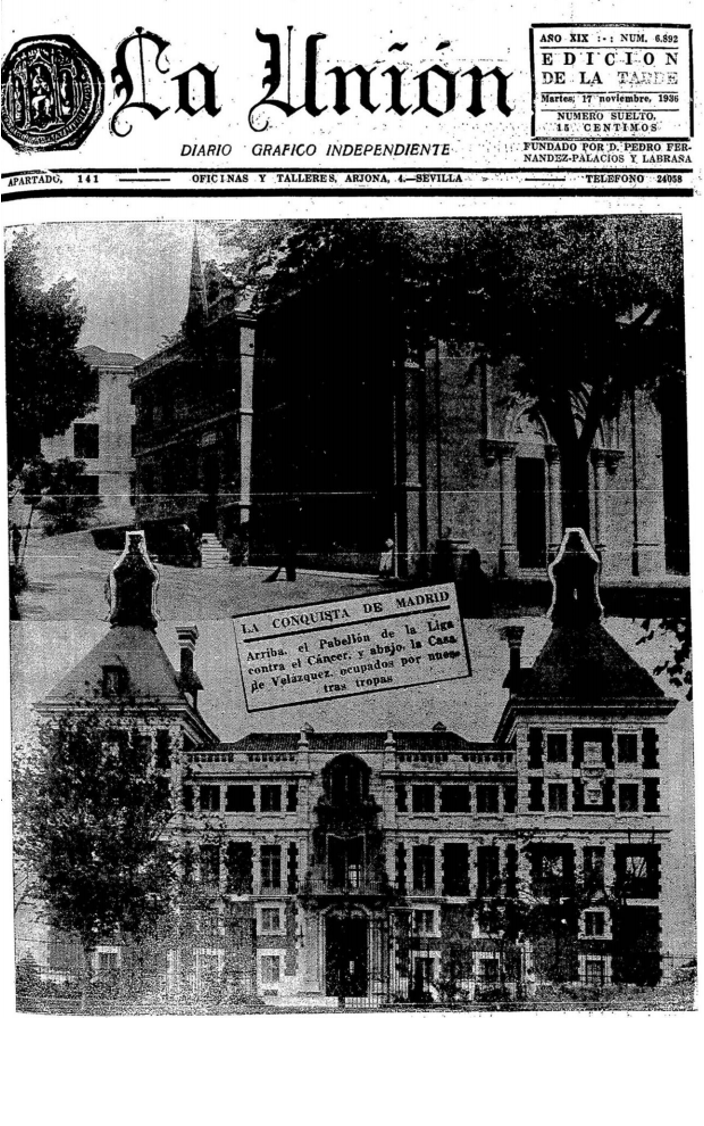 La Unión
DIARIO GRAFICO INDEPENDIENTE
AÑO XIX :-: NUM. 6.892
EDICION
DE LA TARDE
Martes, 17 noviembre, 1936
NUMERO SUELTO,
15 CENTIMOS
FUNDADO POR D. PEDRO FER-
NANDEZ-PALACIOS Y LABRAÑA
APARTADO, 141 —— OFICINAS Y TALLERES, ARJONA, 4.—SEVILLA —— TELEFONO 24058
LA CONQUISTA DE MADRID
Arriba, el Pabellón de la Liga
contra el Cáncer, y abajo, la Casa
de Velázquez, ocupados por nues-
tras tropas